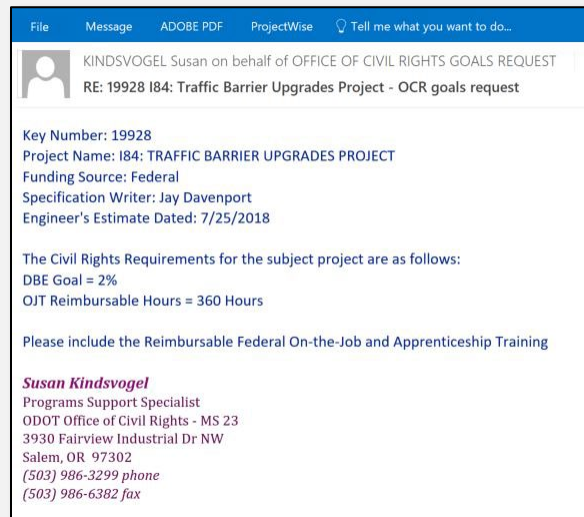 File Message ADOBE PDF ProjectWise Tell me what you want to do...
KINDSVOGEL Susan on behalf of OFFICE OF CIVIL RIGHTS GOALS REQUEST
RE: 19928 I84: Traffic Barrier Upgrades Project - OCR goals request
Key Number: 19928
Project Name: I84: TRAFFIC BARRIER UPGRADES PROJECT
Funding Source: Federal
Specification Writer: Jay Davenport
Engineer's Estimate Dated: 7/25/2018
The Civil Rights Requirements for the subject project are as follows:
DBE Goal = 2%
OJT Reimbursable Hours = 360 Hours
Please include the Reimbursable Federal On-the-Job and Apprenticeship Training
Susan Kindsvogel
Programs Support Specialist
ODOT Office of Civil Rights - MS 23
3930 Fairview Industrial Dr NW
Salem, OR 97302
(503) 986-3299 phone
(503) 986-6382 fax